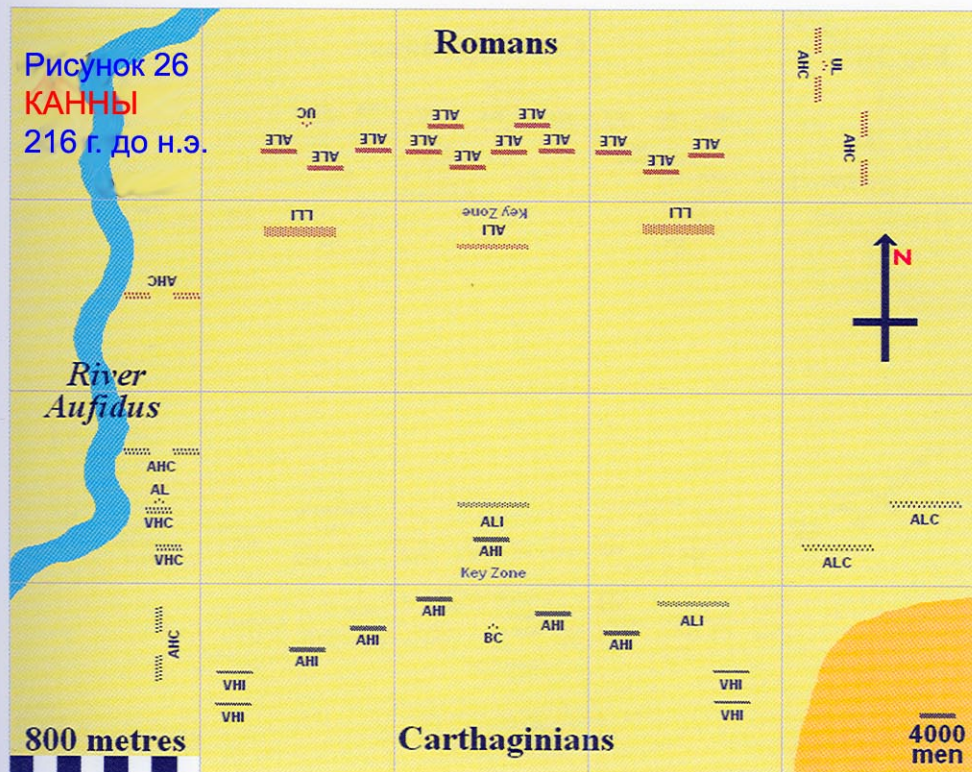 Рисунок 26
КАННЫ
216 г. до н.э.
Romans
AHC
UL
UC
ALE
ALE
ALE
ALE
ALE
ALE
ALE
ALE
ALE
ALE
ALE
ALE
AHC
LLI
Key Zone
ALI
LLI
N
AHC
River
Aufidus
AHC
AL
VHC
VHC
ALI
AHI
Key Zone
ALC
ALC
AHC
AHI
AHI
VHI
VHI
AHI
BC
AHI
AHI
ALI
VHI
VHI
800 metres
Carthaginians
4000
men